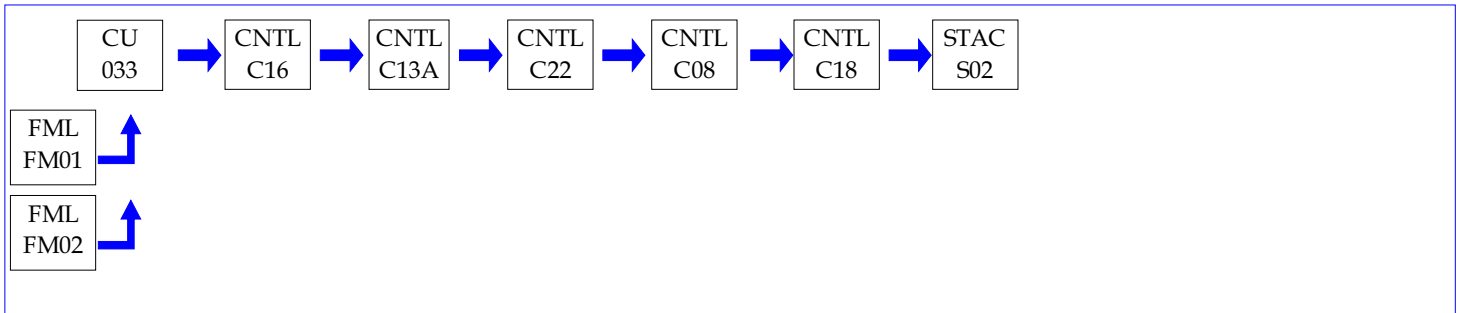 CU
033
CNTL
C16
CNTL
C13A
CNTL
C22
CNTL
C08
CNTL
C18
STAC
S02
FML
FM01
FML
FM02